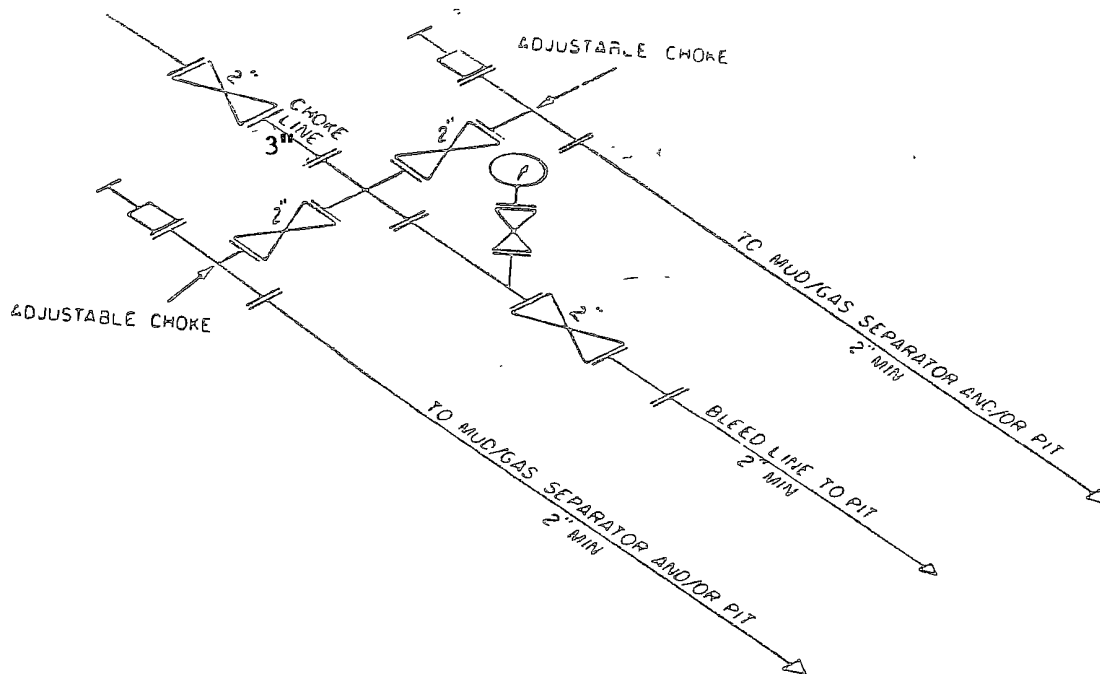 ADJUSTABLE CHOKE
2"
CHOKE
LINE
3"
2"
P
2"
ADJUSTABLE CHOKE
2"
TO MUD/GAS SEPARATOR AND/OR PIT
2" MIN
BLEED LINE TO PIT
2" MIN
TO MUD/GAS SEPARATOR AND/OR PIT
2" MIN